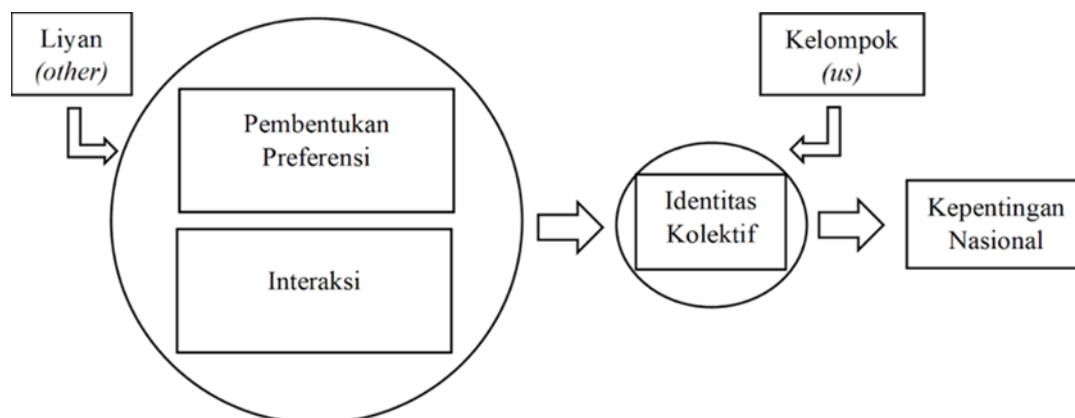 Liyan
(other)
Pembentukan
Preferensi
Interaksi
Kelompok
(us)
Identitas
Kolektif
Kepentingan
Nasional